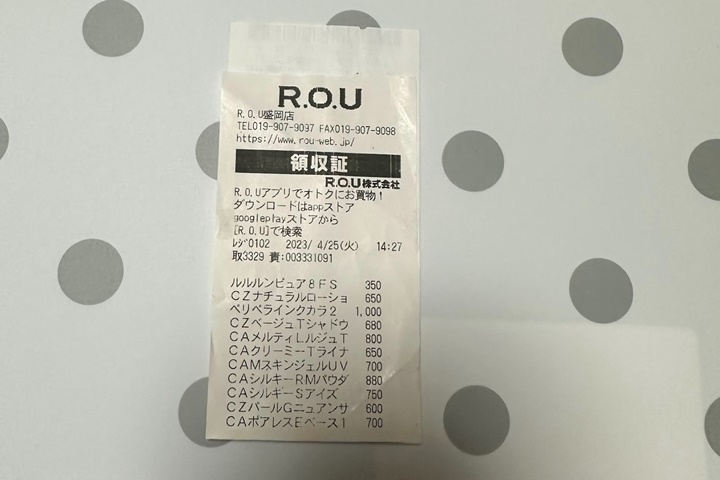 R.O.U
R.O.U盛岡店
TEL019-907-9097 FAX019-907-9098
https://www.rou-web.jp/
領収証
R.O.U株式会社
R.O.Uアプリでオトクにお買物!
ダウンロードはappストア
googleplayストアから
[R.O.U]で検索
ﾚｼﾞ0102 2023/ 4/25(火) 14:27
取3329 責:003331091
ルルルンピュア8FS 350
CZナチュラルローショ 650
ペリペラインクカラ2 1,000
CZベージュTシャドウ 680
CAメルティLルジュT 800
CAクリーミーTライナ 650
CAMスキンジェルUV 700
CAシルキーRMパウダ 880
CAシルギーSアイズ 750
CZパールGニュアンサ 600
CAポアレスEベース1 700